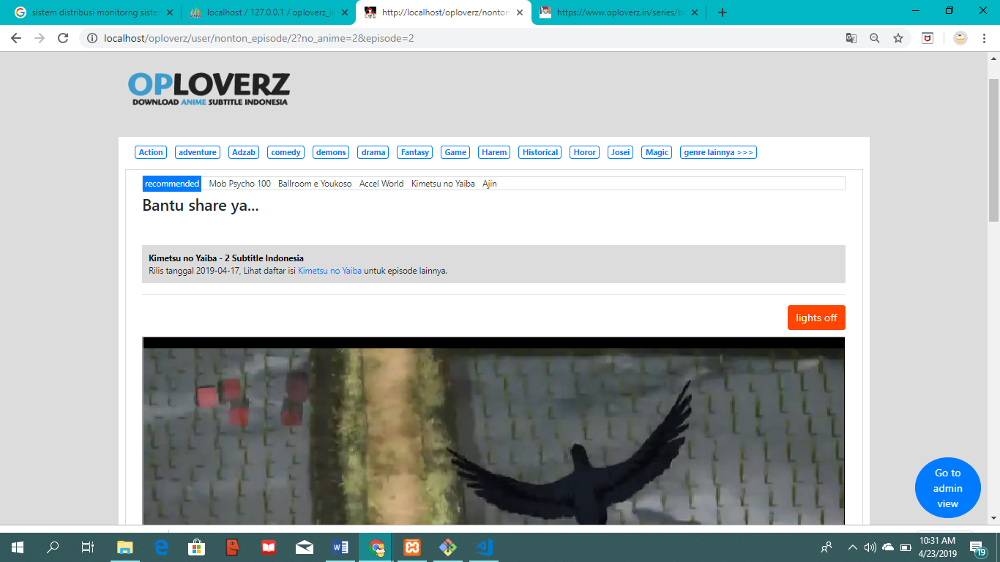 sistem distribusi monitorng siste
localhost / 127.0.0.1 / oploverz_i
http://localhost/oploverz/nonton
https://www.oploverz.in/series/b
localhost/oploverz/user/nonton_episode/2?no_anime=2&episode=2
OPLOVERZ
DOWNLOAD ANIME SUBTITLE INDONESIA
Action adventure Adzab comedy demons drama Fantasy Game Harem Historical Horor Josei Magic genre lainnya >>>
recommended Mob Psycho 100 Ballroom e Youkoso Accel World Kimetsu no Yaiba Ajin
Bantu share ya...
Kimetsu no Yaiba - 2 Subtitle Indonesia
Rilis tanggal 2019-04-17, Lihat daftar isi Kimetsu no Yaiba untuk episode lainnya.
lights off
Go to
admin
view
10:31 AM
4/23/2019
19